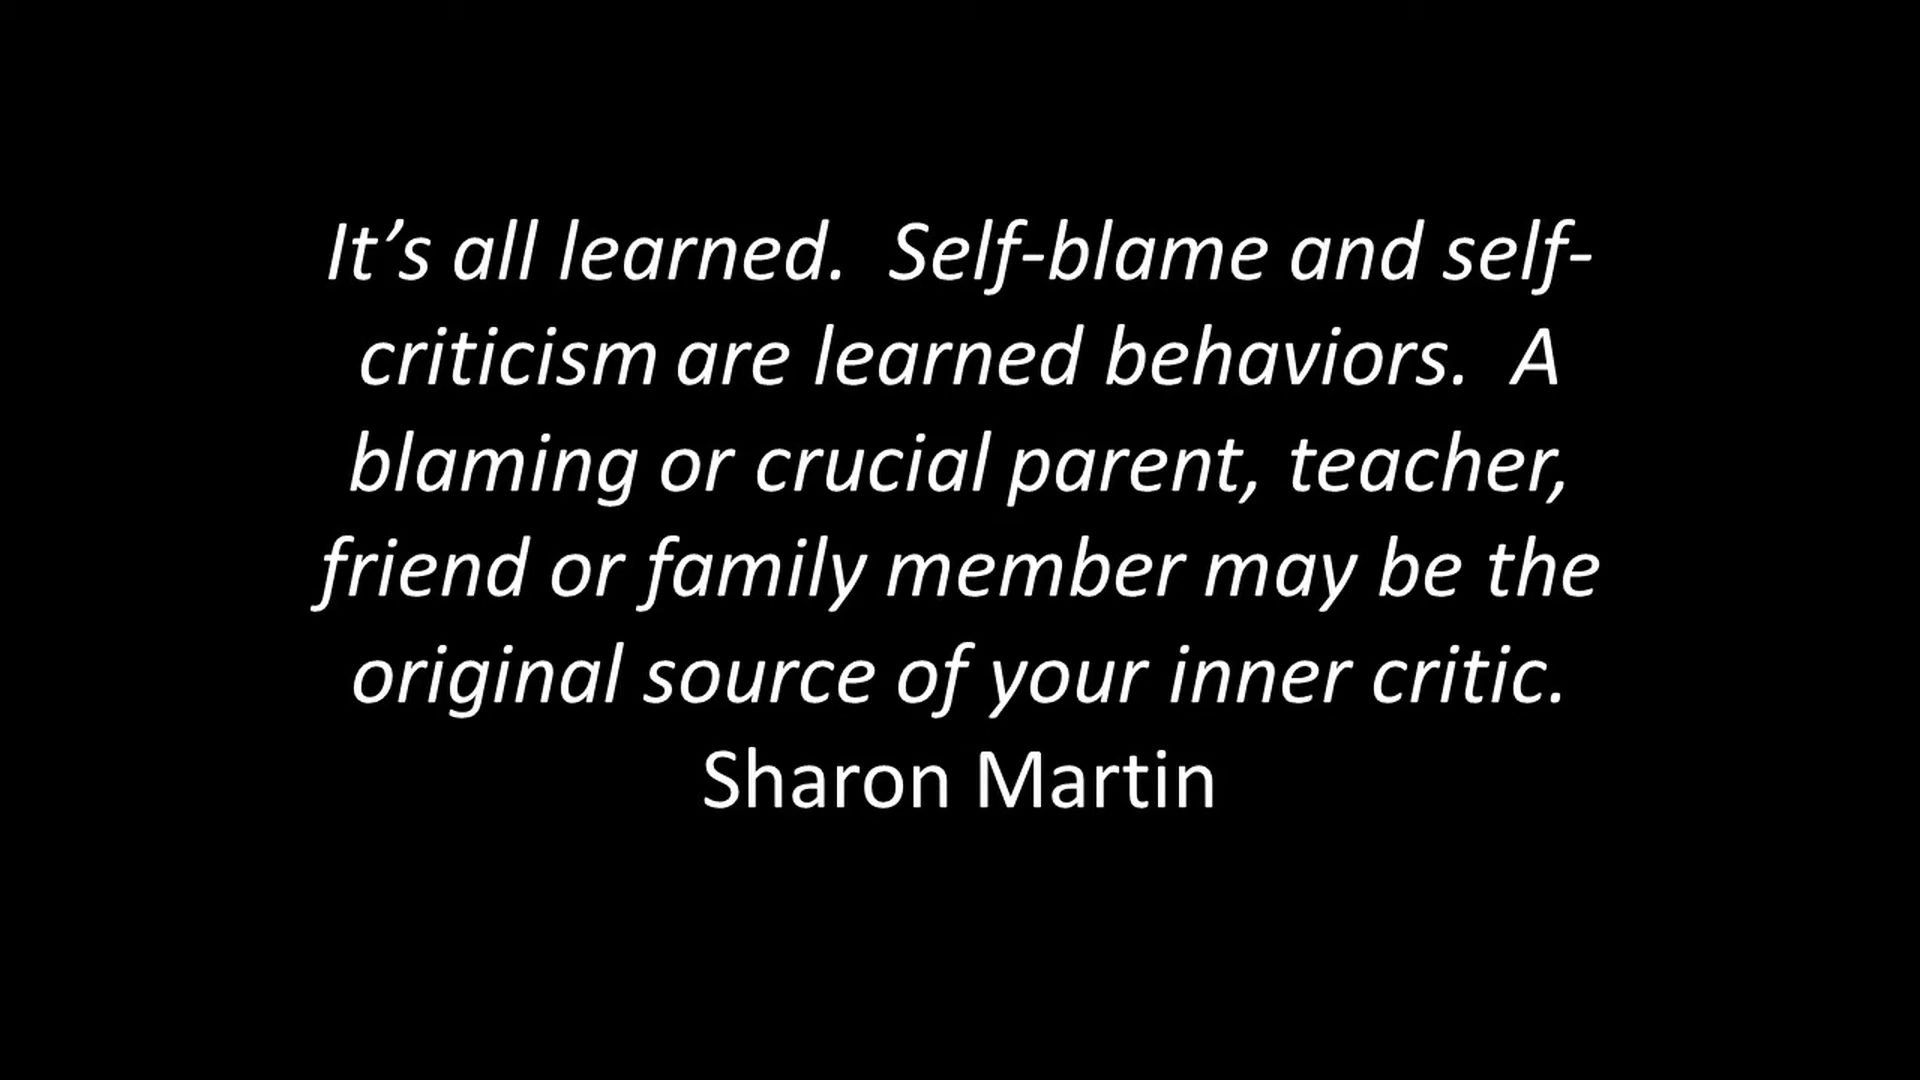 It’s all learned.  Self-blame and self-
criticism are learned behaviors.  A
blaming or crucial parent, teacher,
friend or family member may be the
original source of your inner critic.
Sharon Martin